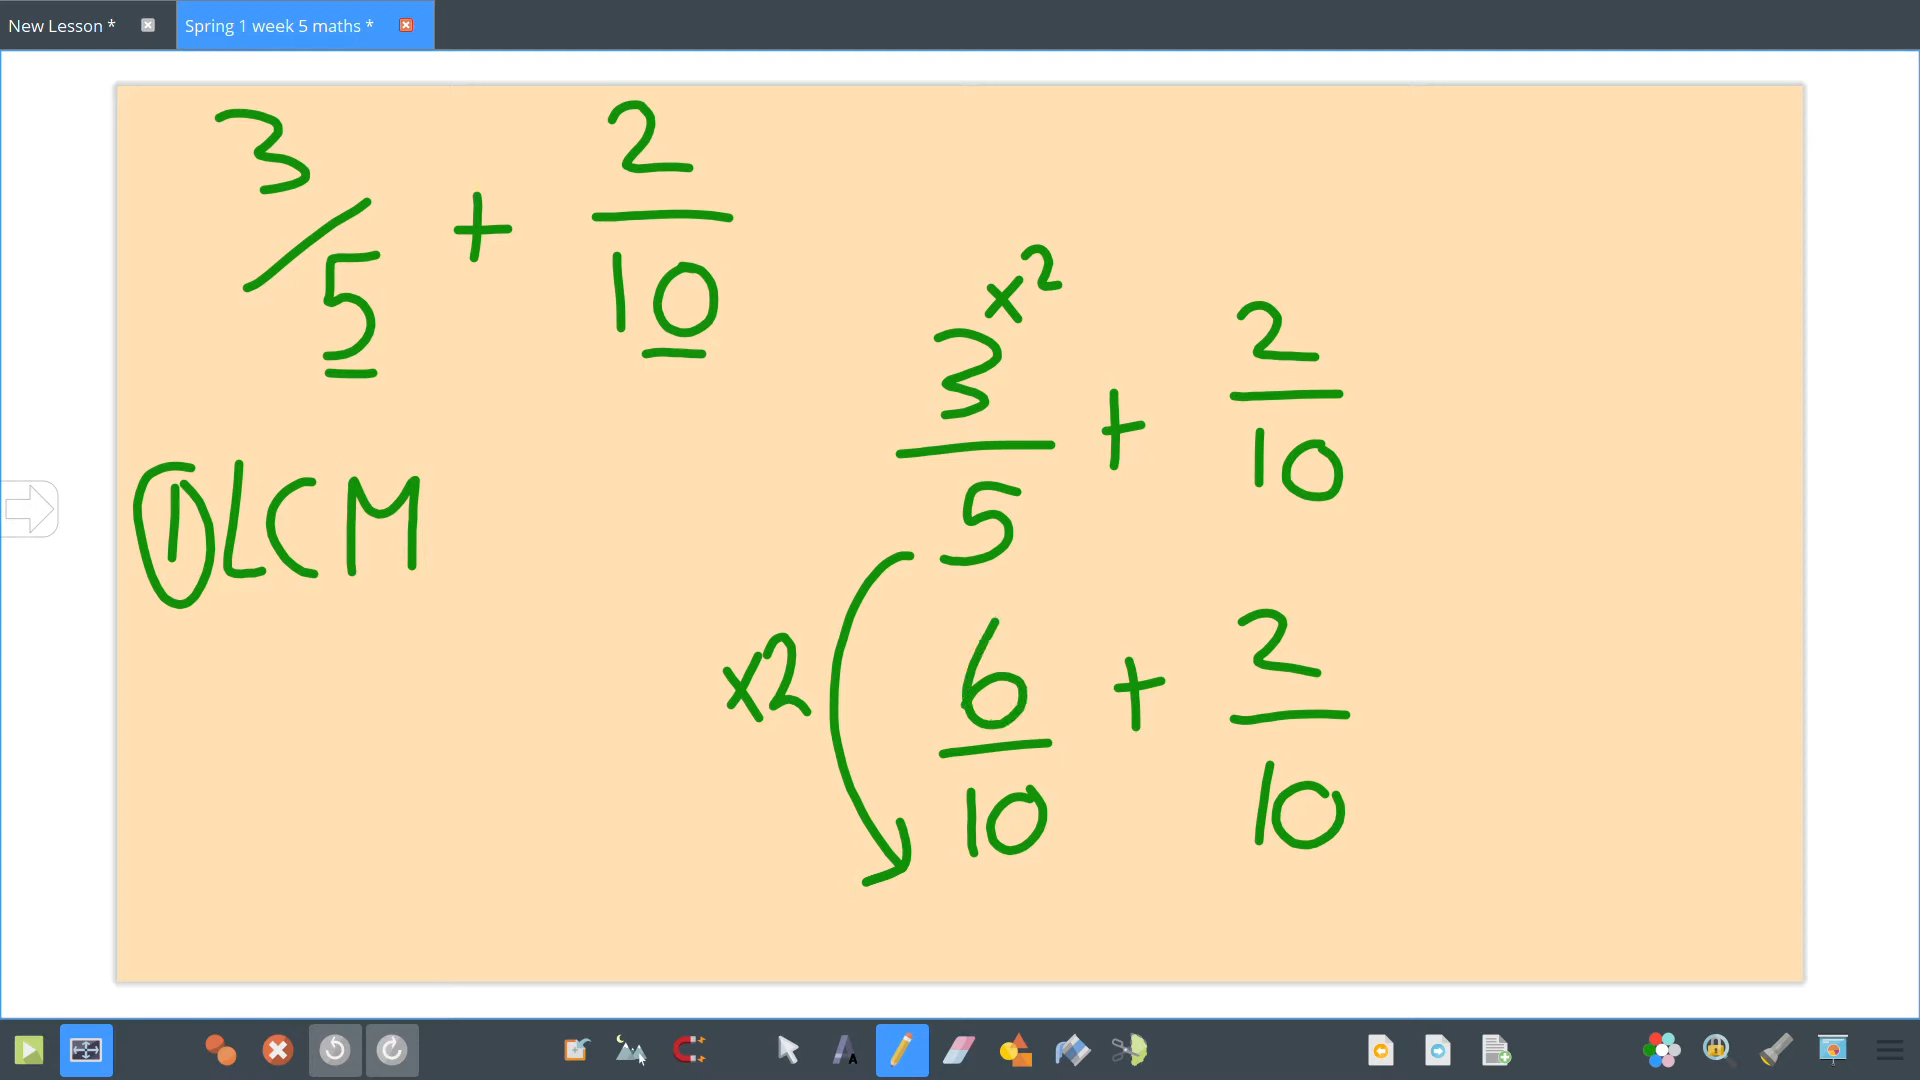 New Lesson *
Spring 1 week 5 maths *
3/5 + 2/10
① LCM
x2
3/5 + 2/10
x2
6/10 + 2/10